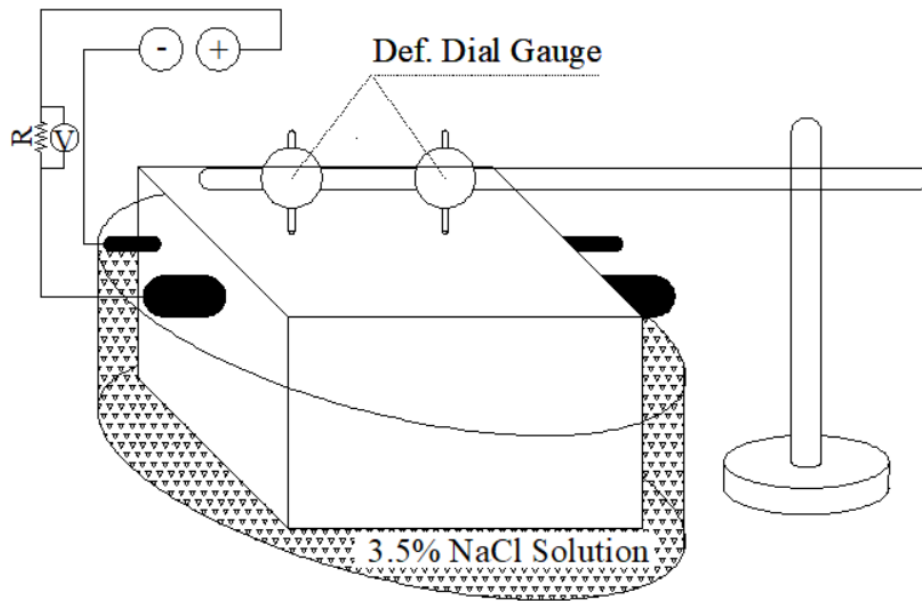 - +
Def. Dial Gauge
R
V
3.5% NaCl Solution